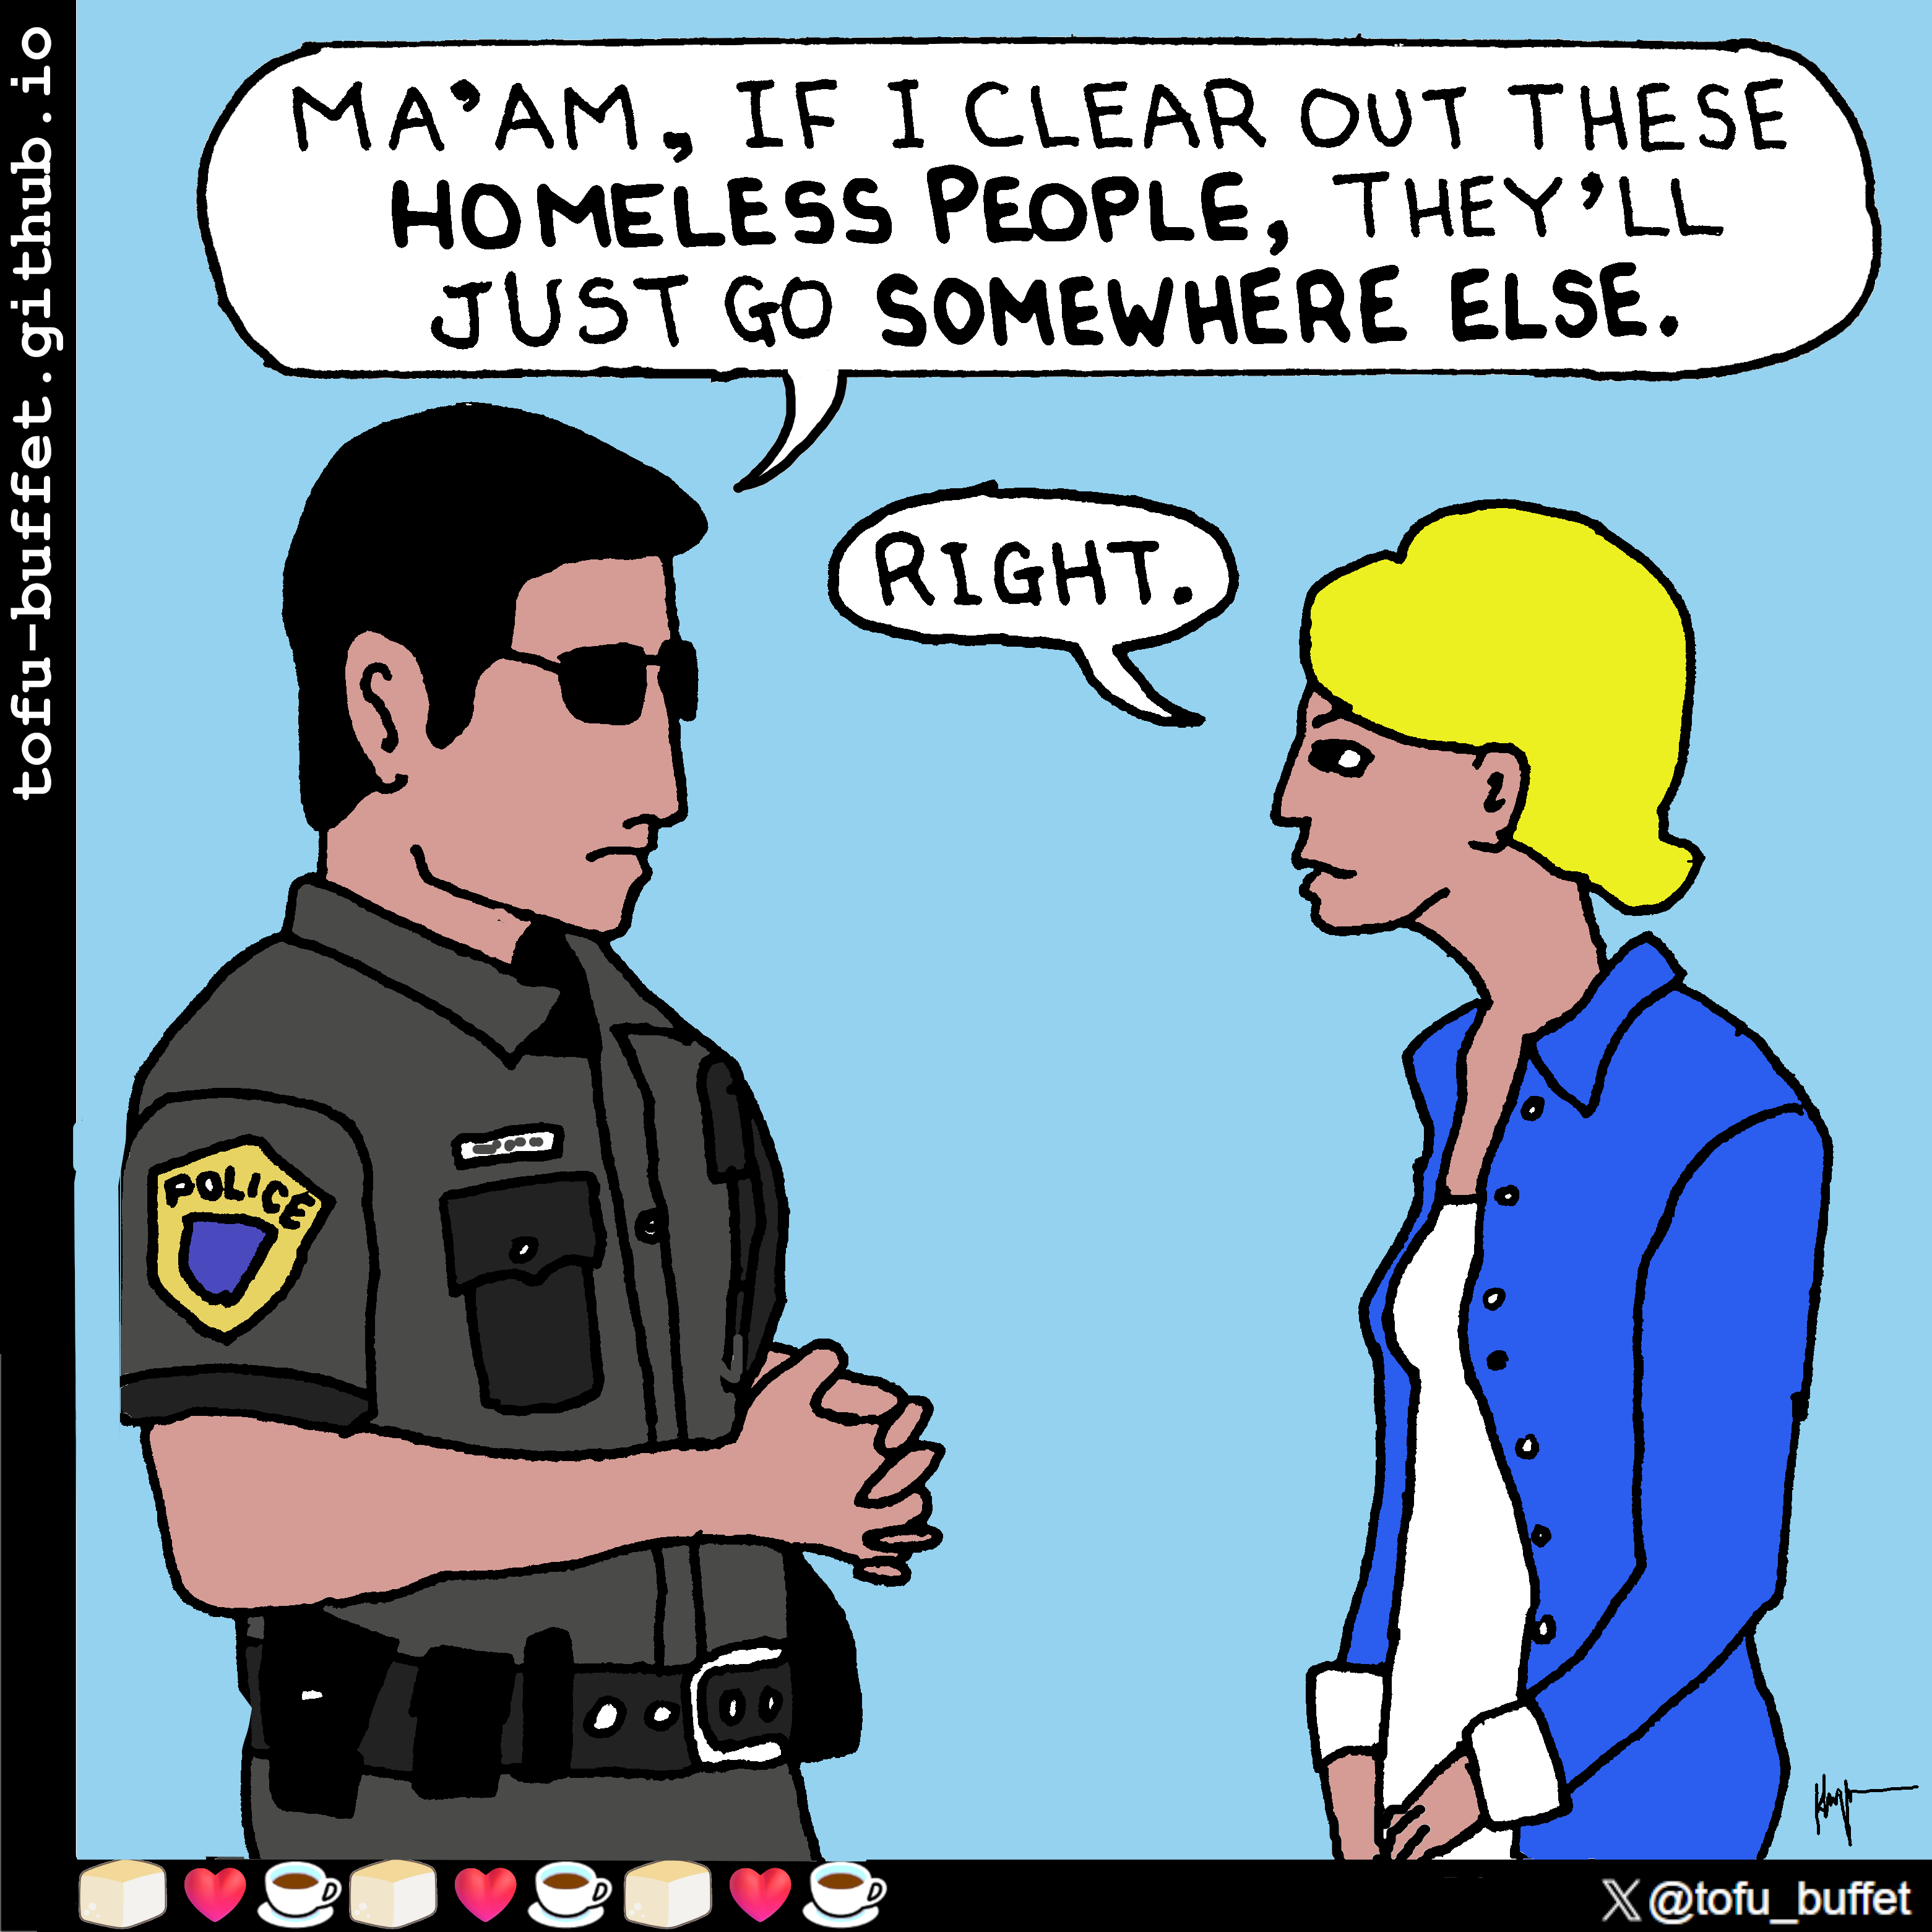 MA'AM, IF I CLEAR OUT THESE
HOMELESS PEOPLE, THEY'LL
JUST GO SOMEWHERE ELSE.
RIGHT.
POLICE
tofu-buffet.github.io
𝕏 @tofu_buffet